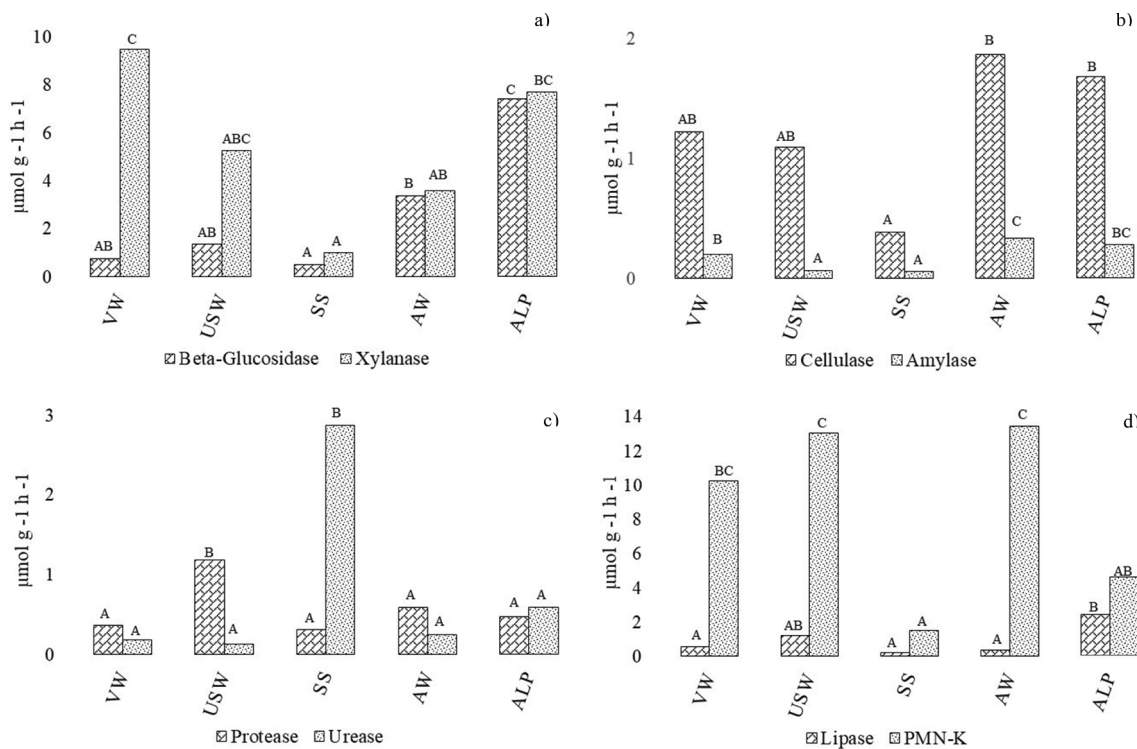 a)
10
8
6
4
2
0
µmol g -1 h -1
AB
C
AB
ABC
A
A
B
AB
C
BC
VW
USW
SS
AW
ALP
Beta-Glucosidase
Xylanase
b)
2
1
0
µmol g -1 h -1
AB
B
AB
A
A
A
B
C
B
BC
VW
USW
SS
AW
ALP
Cellulase
Amylase
c)
3
2
1
0
µmol g -1 h -1
A
A
B
A
A
B
A
A
A
A
VW
USW
SS
AW
ALP
Protease
Urease
d)
14
12
10
8
6
4
2
0
µmol g -1 h -1
A
BC
AB
C
A
A
A
C
B
AB
VW
USW
SS
AW
ALP
Lipase
PMN-K